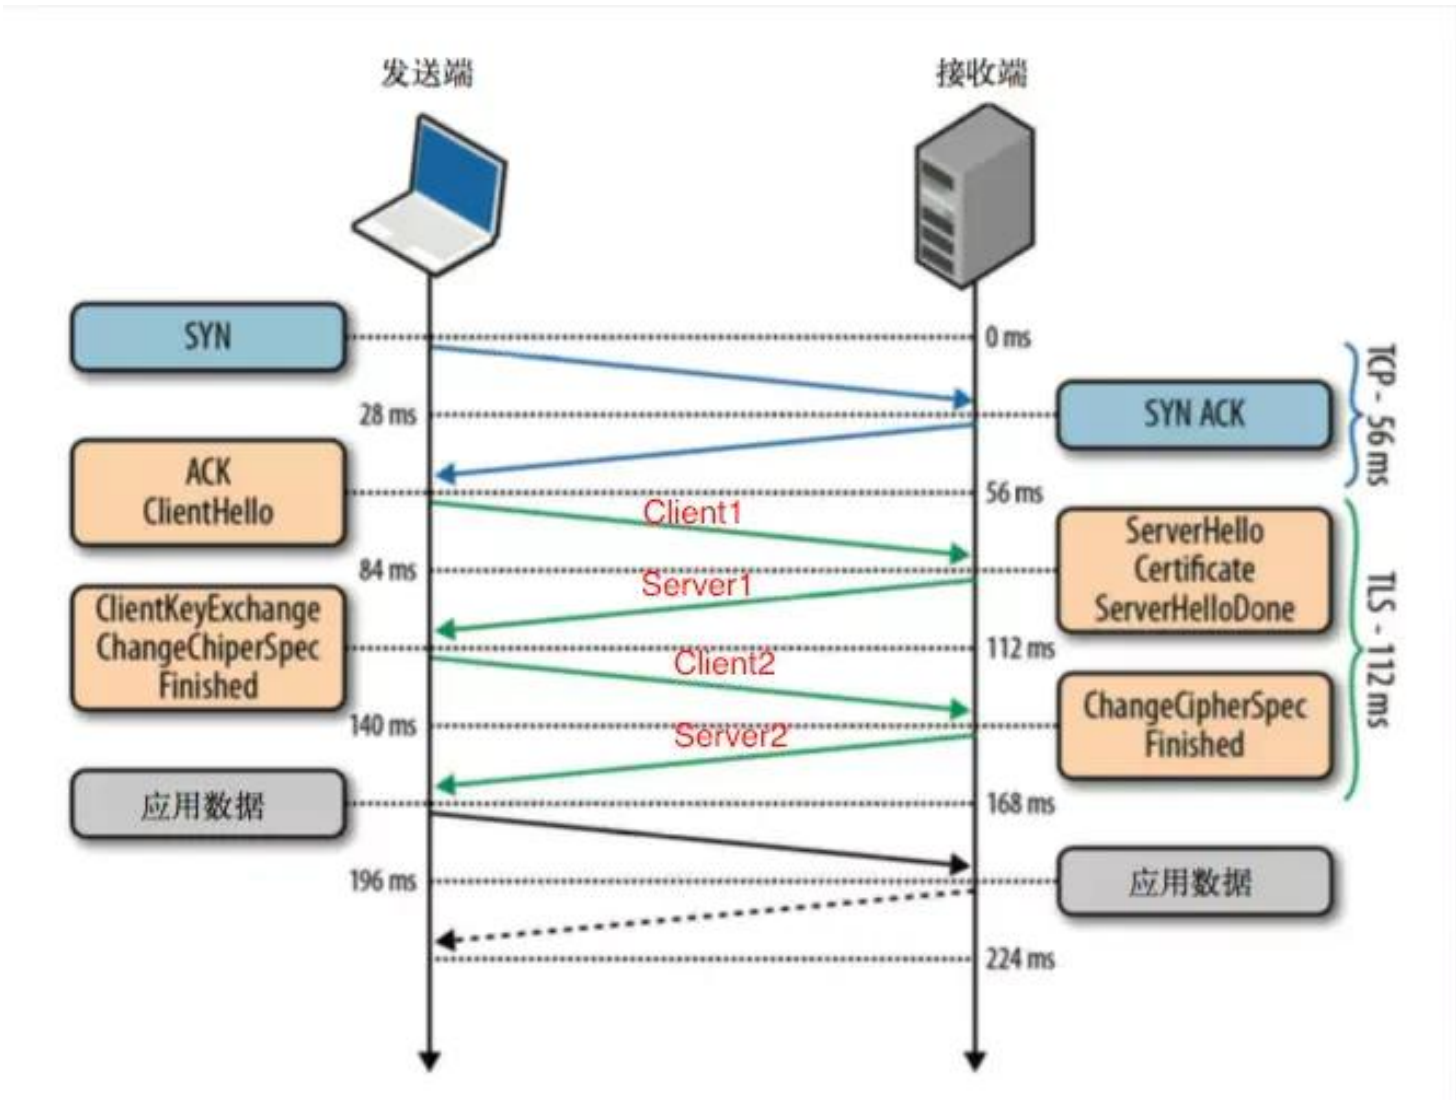 发送端
接收端
SYN
0 ms
28 ms
SYN ACK
TCP - 56 ms
ACK
ClientHello
56 ms
Client1
ServerHello
Certificate
ServerHelloDone
84 ms
Server1
ClientKeyExchange
ChangeChiperSpec
Finished
112 ms
TLS - 112 ms
Client2
ChangeCipherSpec
Finished
140 ms
Server2
应用数据
168 ms
196 ms
应用数据
224 ms